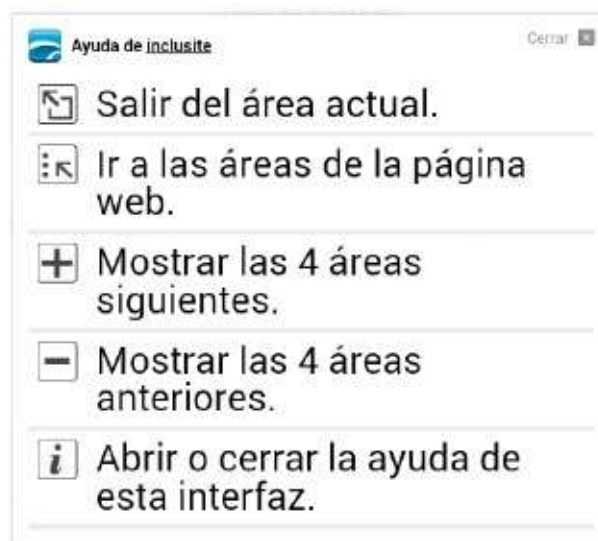 Ayuda de inclusite
Cerrar
Salir del área actual.
Ir a las áreas de la página
web.
Mostrar las 4 áreas
siguientes.
Mostrar las 4 áreas
anteriores.
i
Abrir o cerrar la ayuda de
esta interfaz.